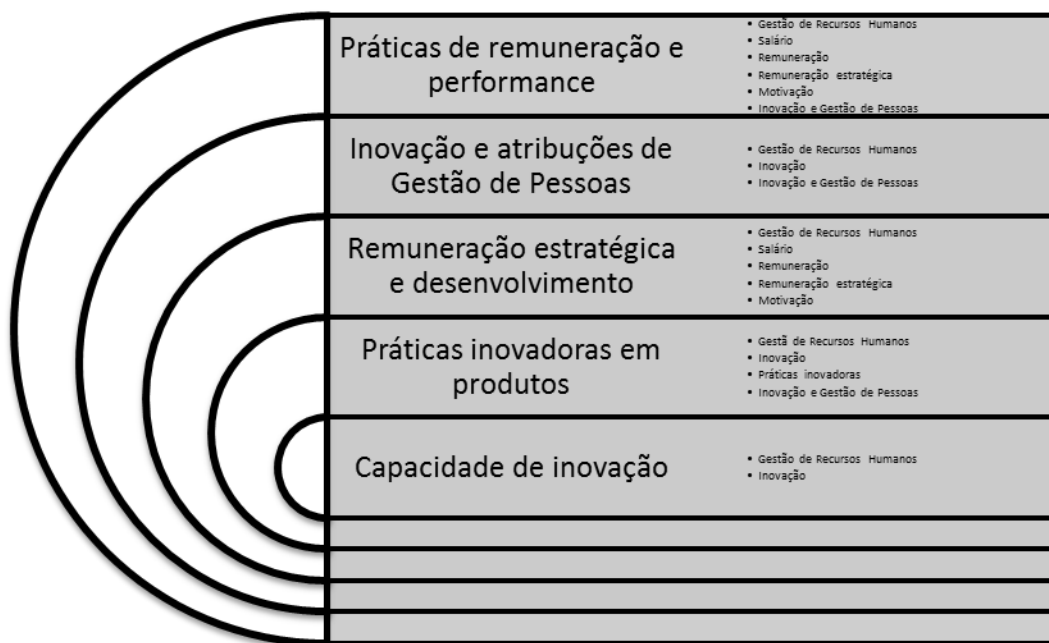 Práticas de remuneração e
performance
• Gestão de Recursos Humanos
• Salário
• Remuneração
• Remuneração estratégica
• Motivação
• Inovação e Gestão de Pessoas
Inovação e atribuções de
Gestão de Pessoas
• Gestão de Recursos Humanos
• Inovação
• Inovação e Gestão de Pessoas
Remuneração estratégica
e desenvolvimento
• Gestão de Recursos Humanos
• Salário
• Remuneração
• Remuneração estratégica
• Motivação
Práticas inovadoras em
produtos
• Gestã de Recursos Humanos
• Inovação
• Práticas inovadoras
• Inovação e Gestão de Pessoas
Capacidade de inovação
• Gestão de Recursos Humanos
• Inovação